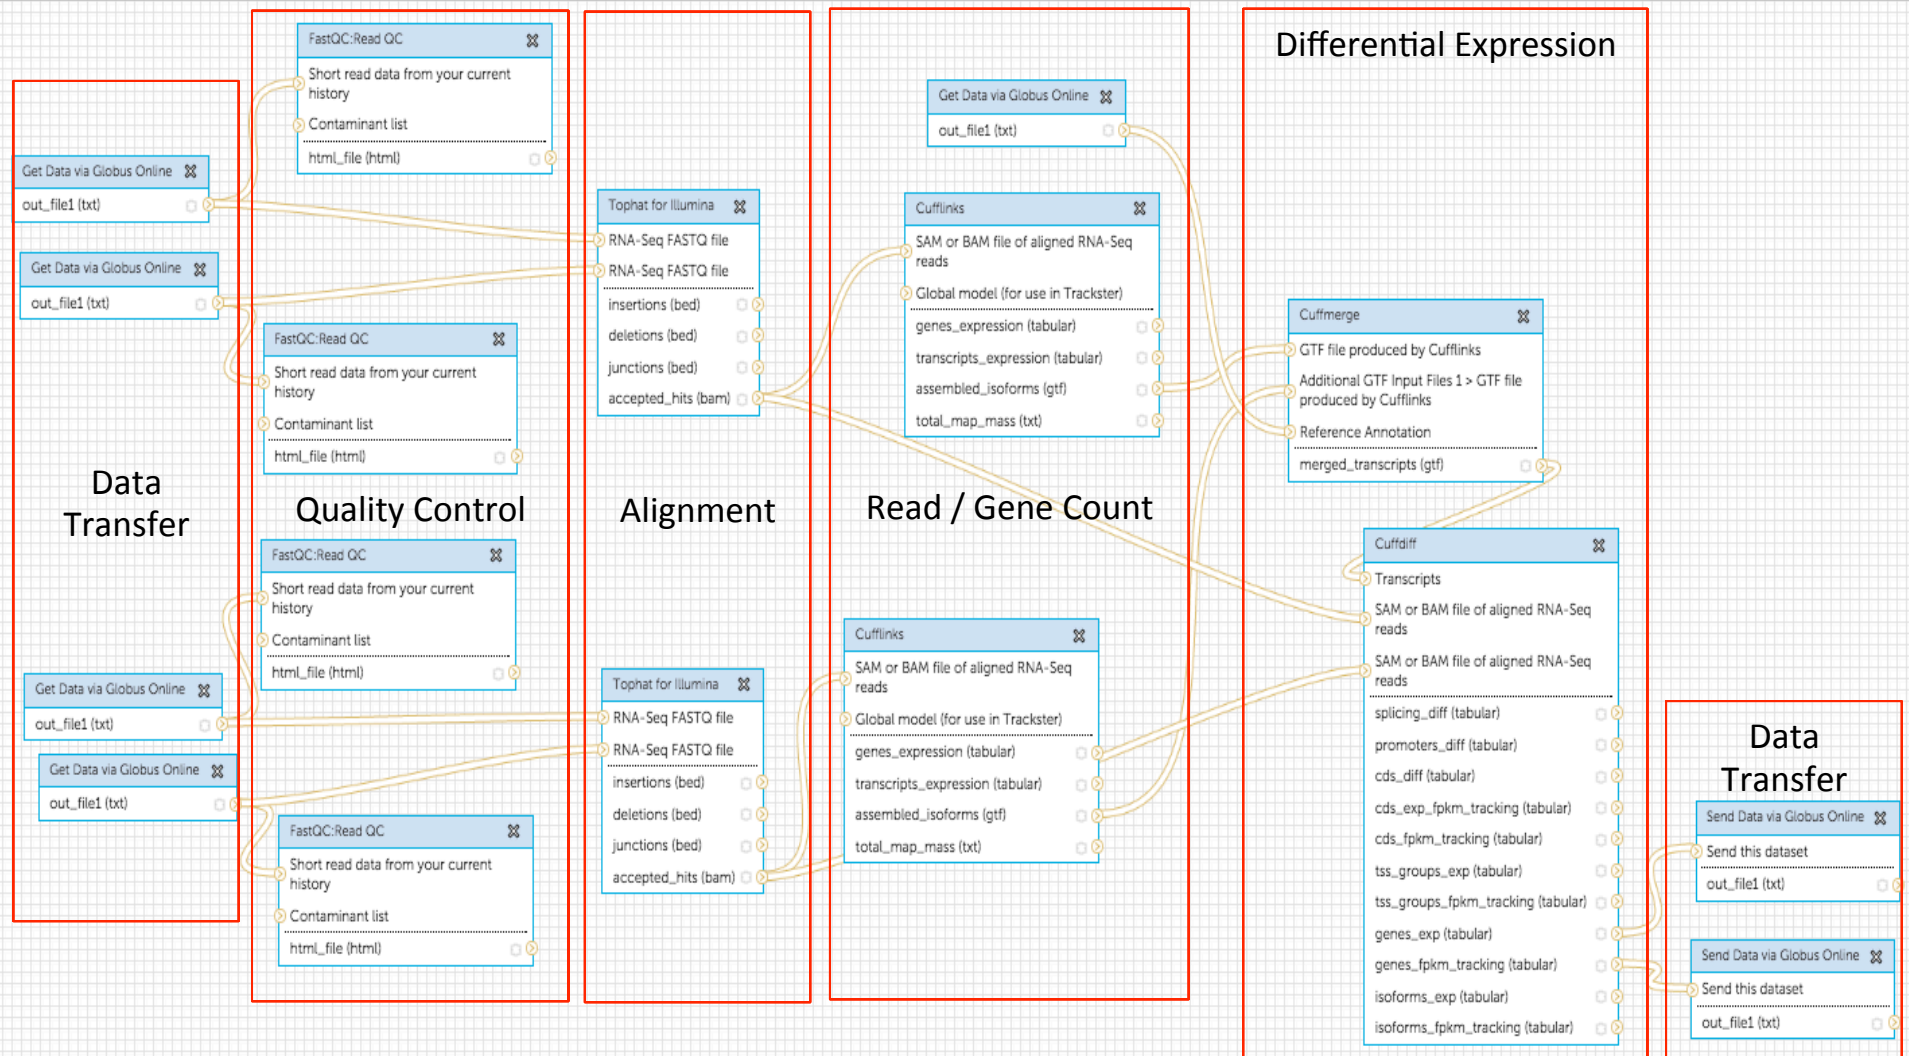 Get Data via Globus Online
out_file1 (txt)
Get Data via Globus Online
out_file1 (txt)
Data
Transfer
Get Data via Globus Online
out_file1 (txt)
Get Data via Globus Online
out_file1 (txt)
FastQC:Read QC
Short read data from your current
history
Contaminant list
html_file (html)
FastQC:Read QC
Short read data from your current
history
Contaminant list
html_file (html)
Quality Control
FastQC:Read QC
Short read data from your current
history
Contaminant list
html_file (html)
FastQC:Read QC
Short read data from your current
history
Contaminant list
html_file (html)
Tophat for Illumina
RNA-Seq FASTQ file
RNA-Seq FASTQ file
insertions (bed)
deletions (bed)
junctions (bed)
accepted_hits (bam)
Alignment
Tophat for Illumina
RNA-Seq FASTQ file
RNA-Seq FASTQ file
insertions (bed)
deletions (bed)
junctions (bed)
accepted_hits (bam)
Get Data via Globus Online
out_file1 (txt)
Cufflinks
SAM or BAM file of aligned RNA-Seq
reads
Global model (for use in Trackster)
genes_expression (tabular)
transcripts_expression (tabular)
assembled_isoforms (gtf)
total_map_mass (txt)
Read / Gene Count
Cufflinks
SAM or BAM file of aligned RNA-Seq
reads
Global model (for use in Trackster)
genes_expression (tabular)
transcripts_expression (tabular)
assembled_isoforms (gtf)
total_map_mass (txt)
Differential Expression
Cuffmerge
GTF file produced by Cufflinks
Additional GTF Input Files 1 > GTF file
produced by Cufflinks
Reference Annotation
merged_transcripts (gtf)
Cuffdiff
Transcripts
SAM or BAM file of aligned RNA-Seq
reads
SAM or BAM file of aligned RNA-Seq
reads
splicing_diff (tabular)
promoters_diff (tabular)
cds_diff (tabular)
cds_exp_fpkm_tracking (tabular)
cds_fpkm_tracking (tabular)
tss_groups_exp (tabular)
tss_groups_fpkm_tracking (tabular)
genes_exp (tabular)
genes_fpkm_tracking (tabular)
isoforms_exp (tabular)
isoforms_fpkm_tracking (tabular)
Data
Transfer
Send Data via Globus Online
Send this dataset
out_file1 (txt)
Send Data via Globus Online
Send this dataset
out_file1 (txt)